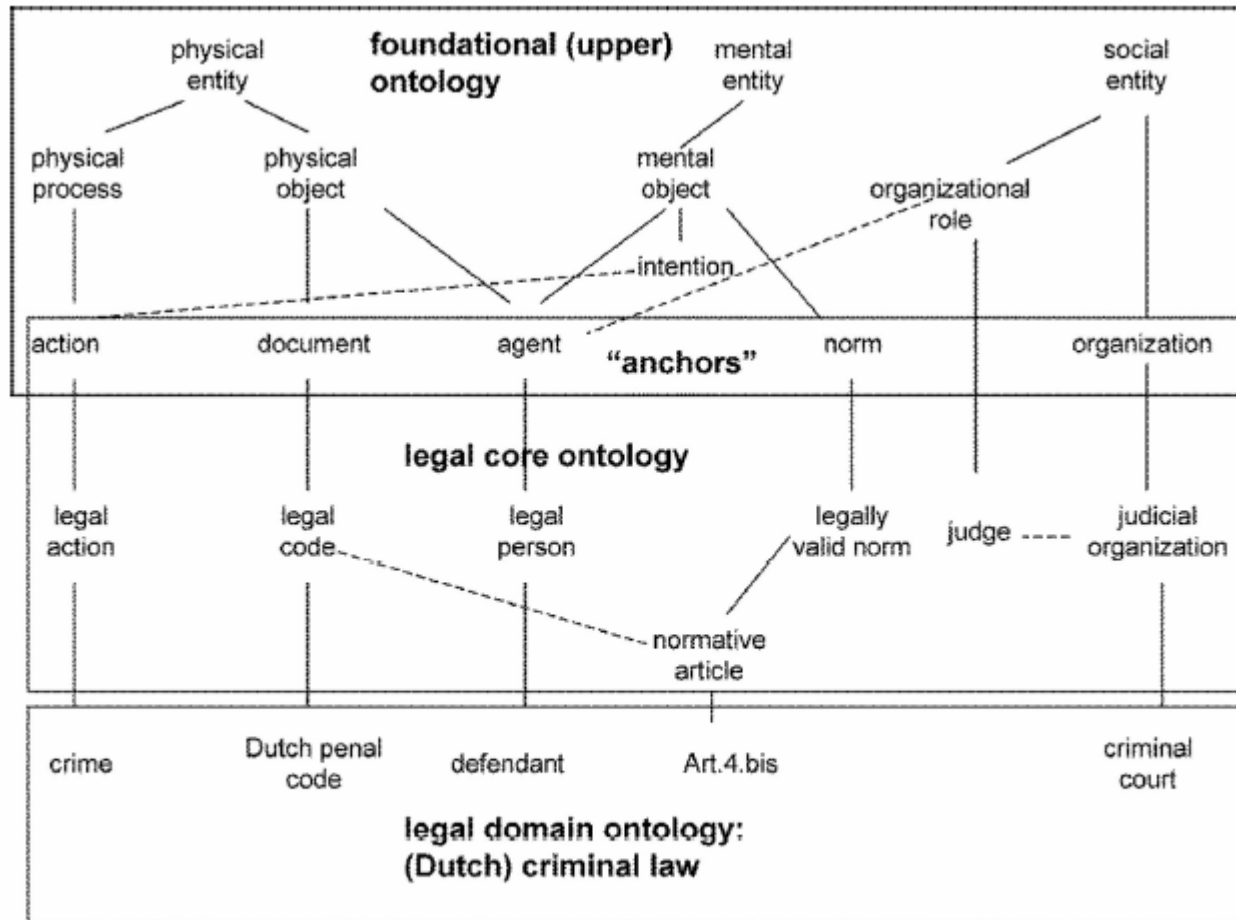 foundational (upper)
ontology
physical
entity
mental
entity
social
entity
physical
process
physical
object
mental
object
organizational
role
intention
action
document
agent
“anchors”
norm
organization
legal core ontology
legal
action
legal
code
legal
person
legally
valid norm
judge
judicial
organization
normative
article
crime
Dutch penal
code
defendant
Art.4.bis
criminal
court
legal domain ontology:
(Dutch) criminal law